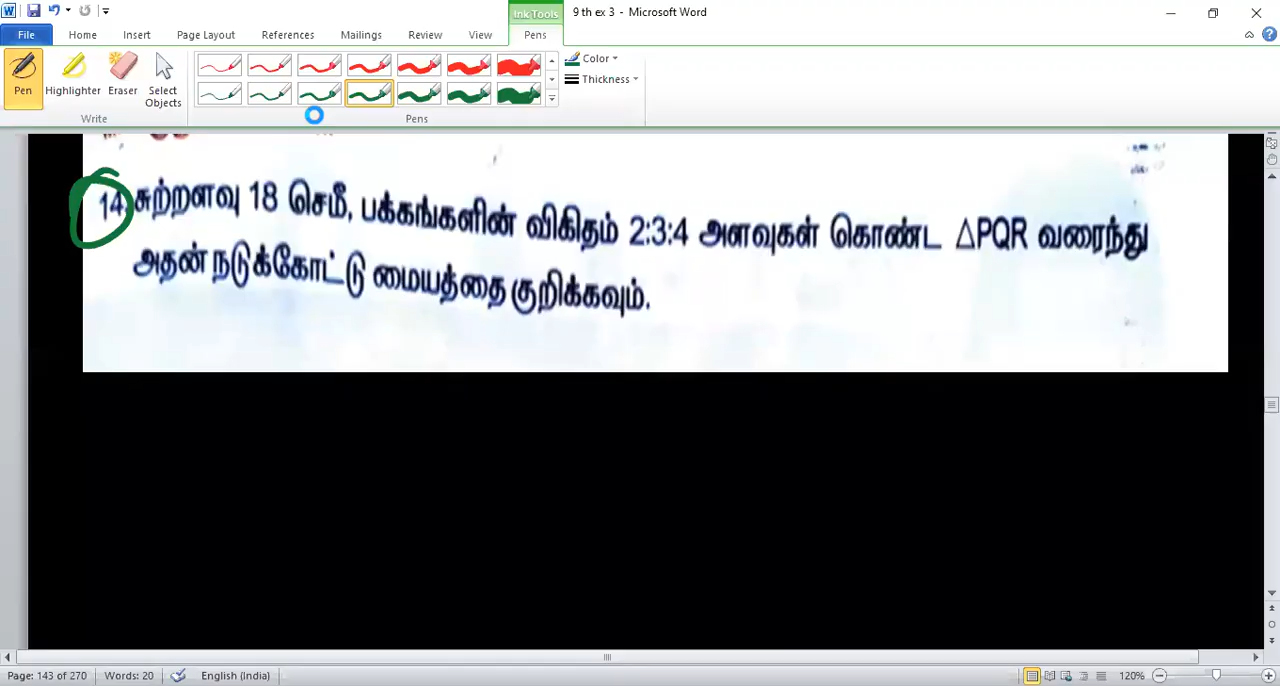 9 th ex 3 - Microsoft Word
Ink Tools
File Home Insert Page Layout References Mailings Review View Pens
Pen Highlighter Eraser Select Objects
Color
Thickness
Write Pens
14. சுற்றளவு 18 செமீ, பக்கங்களின் விகிதம் 2:3:4 அளவுகள் கொண்ட ΔPQR வரைந்து
அதன் நடுக்கோட்டு மையத்தை குறிக்கவும்.
Page: 143 of 270 Words: 20 English (India) 120%